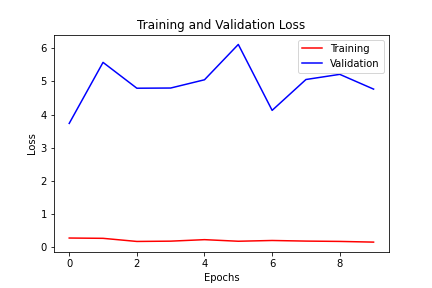 Training and Validation Loss
Training
Validation
Loss
6
5
4
3
2
1
0
0 2 4 6 8
Epochs